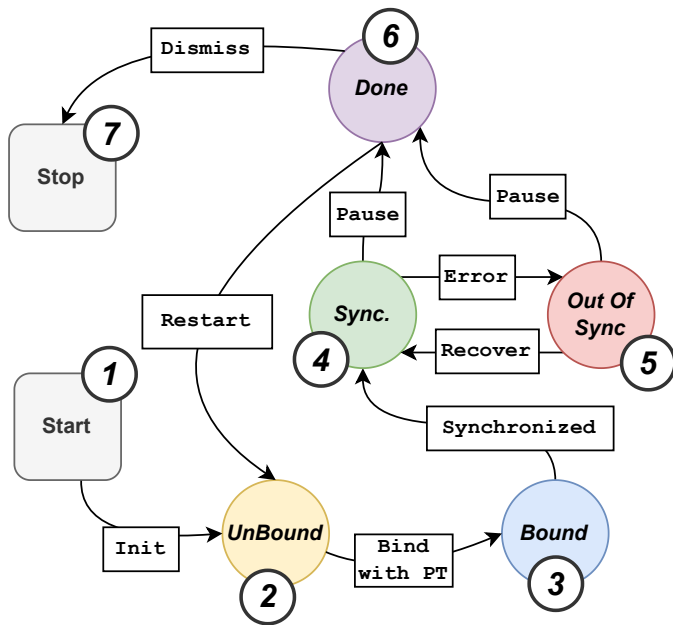 6
Dismiss
Done
7
Stop
Pause
Pause
Error
Out Of
Sync
Sync.
Restart
4
Recover
5
1
Start
Synchronized
UnBound
Bound
Init
Bind
with PT
2
3